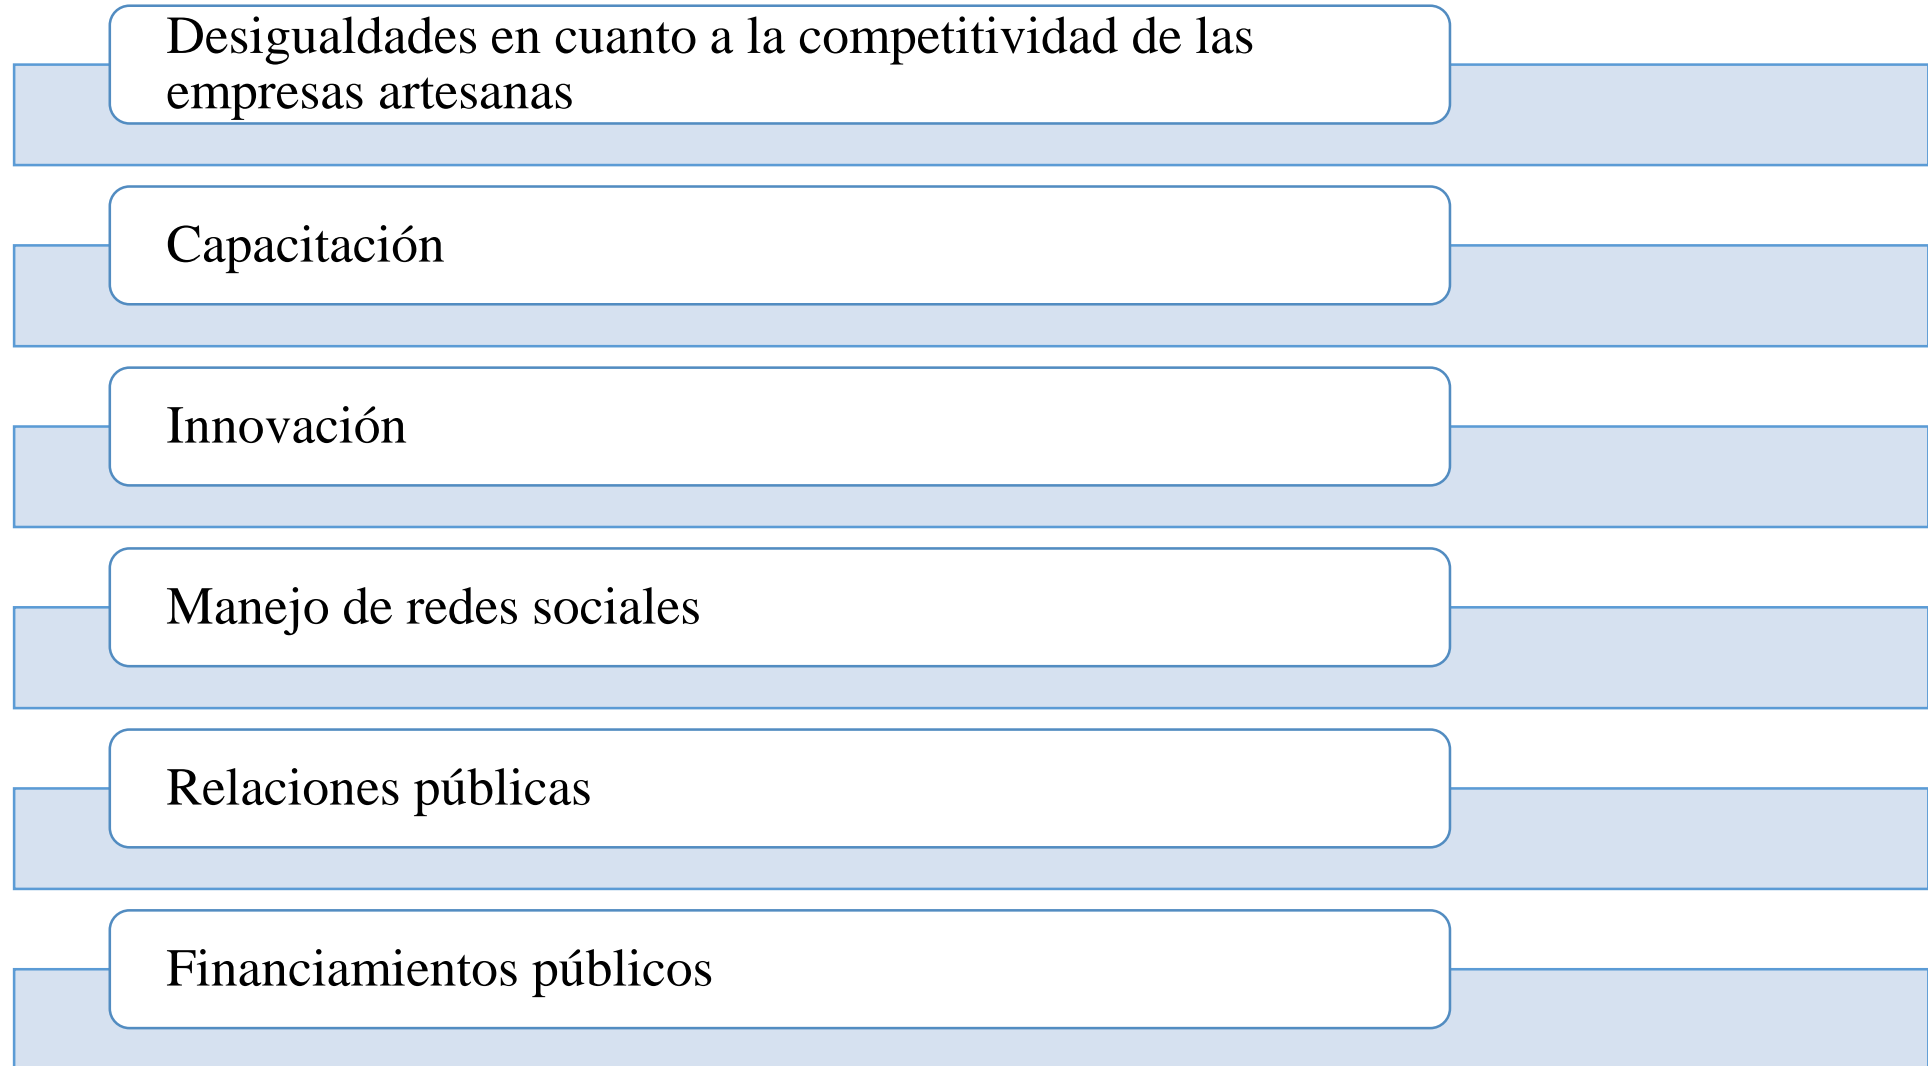 Desigualdades en cuanto a la competitividad de las
empresas artesanas
Capacitación
Innovación
Manejo de redes sociales
Relaciones públicas
Financiamientos públicos